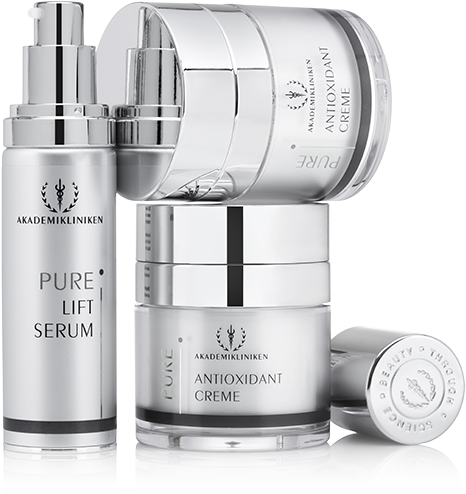 AKADEMIKLINIKEN
PURE
LIFT
SERUM
AKADEMIKLINIKEN
ANTIOXIDANT
CREME
PURE
PURE
AKADEMIKLINIKEN
ANTIOXIDANT
CREME
BEAUTY • THROUGH • SCIENCE •